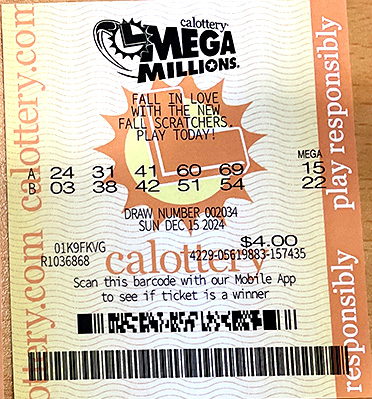 calottery
MEGA
MILLIONS®
FALL IN LOVE
WITH THE NEW
FALL SCRATCHERS.
PLAY TODAY!
MEGA
A 24 31 41 60 69 15
B 03 38 42 51 54 22
DRAW NUMBER 002034
SUN DEC 15 2024
01K9FKVG $4.00
R1036868 4229-05619883-157435
calottery
Scan this barcode with our Mobile App
to see if ticket is a winner
calottery.com calottery.com
responsibly play responsibly